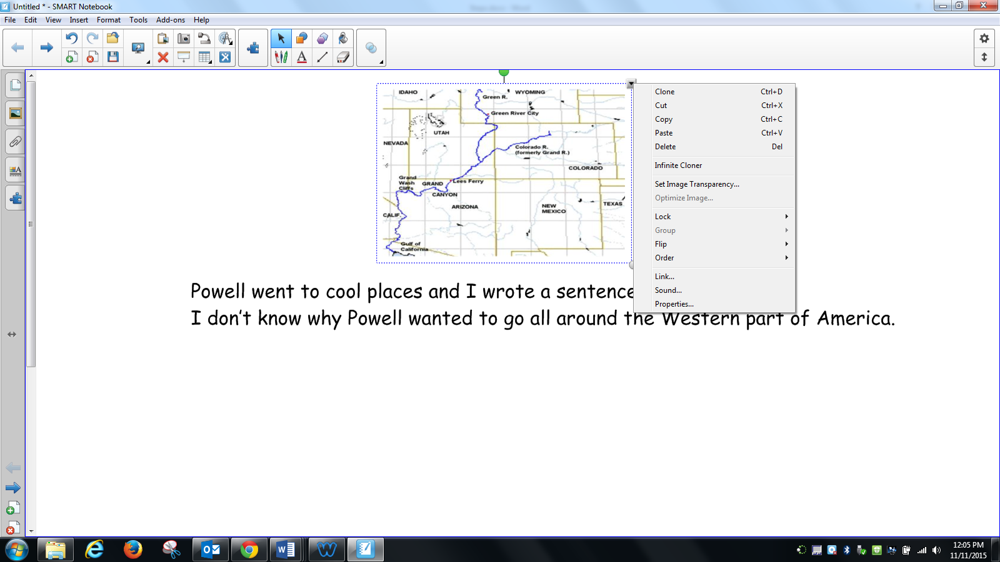 Untitled * - SMART Notebook
File Edit View Insert Format Tools Add-ons Help
IDAHO
WYOMING
Green R.
Green River City
UTAH
NEVADA
Colorado R.
(formerly Grand R.)
COLORADO
Grand
Wash
Cliffs
GRAND
CANYON
Lees Ferry
ARIZONA
NEW
MEXICO
TEXAS
CALIF.
Gulf of
California
Clone Ctrl+D
Cut Ctrl+X
Copy Ctrl+C
Paste Ctrl+V
Delete Del
Infinite Cloner
Set Image Transparency...
Optimize Image...
Lock
Group
Flip
Order
Link...
Sound...
Properties...
Powell went to cool places and I wrote a sentence
I don't know why Powell wanted to go all around the Western part of America.
12:05 PM
11/11/2015